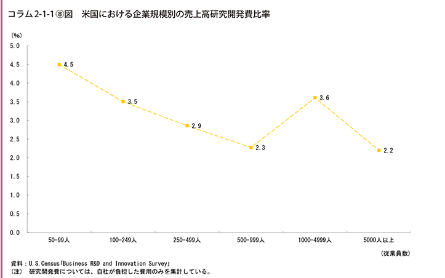 コラム2-1-1⑧図　米国における企業規模別の売上高研究開発費比率
(%)
5.0
4.5
4.0
3.5
3.0
2.5
2.0
1.5
1.0
0.5
0.0
4.5
3.5
2.9
2.3
3.6
2.2
50-99人
100-249人
250-499人
500-999人
1000-4999人
5000人以上
(従業員数)
資料：U.S.Census「Business R&D and Innovation Survey」
(注)　研究開発費については、自社が負担した費用のみを集計している。